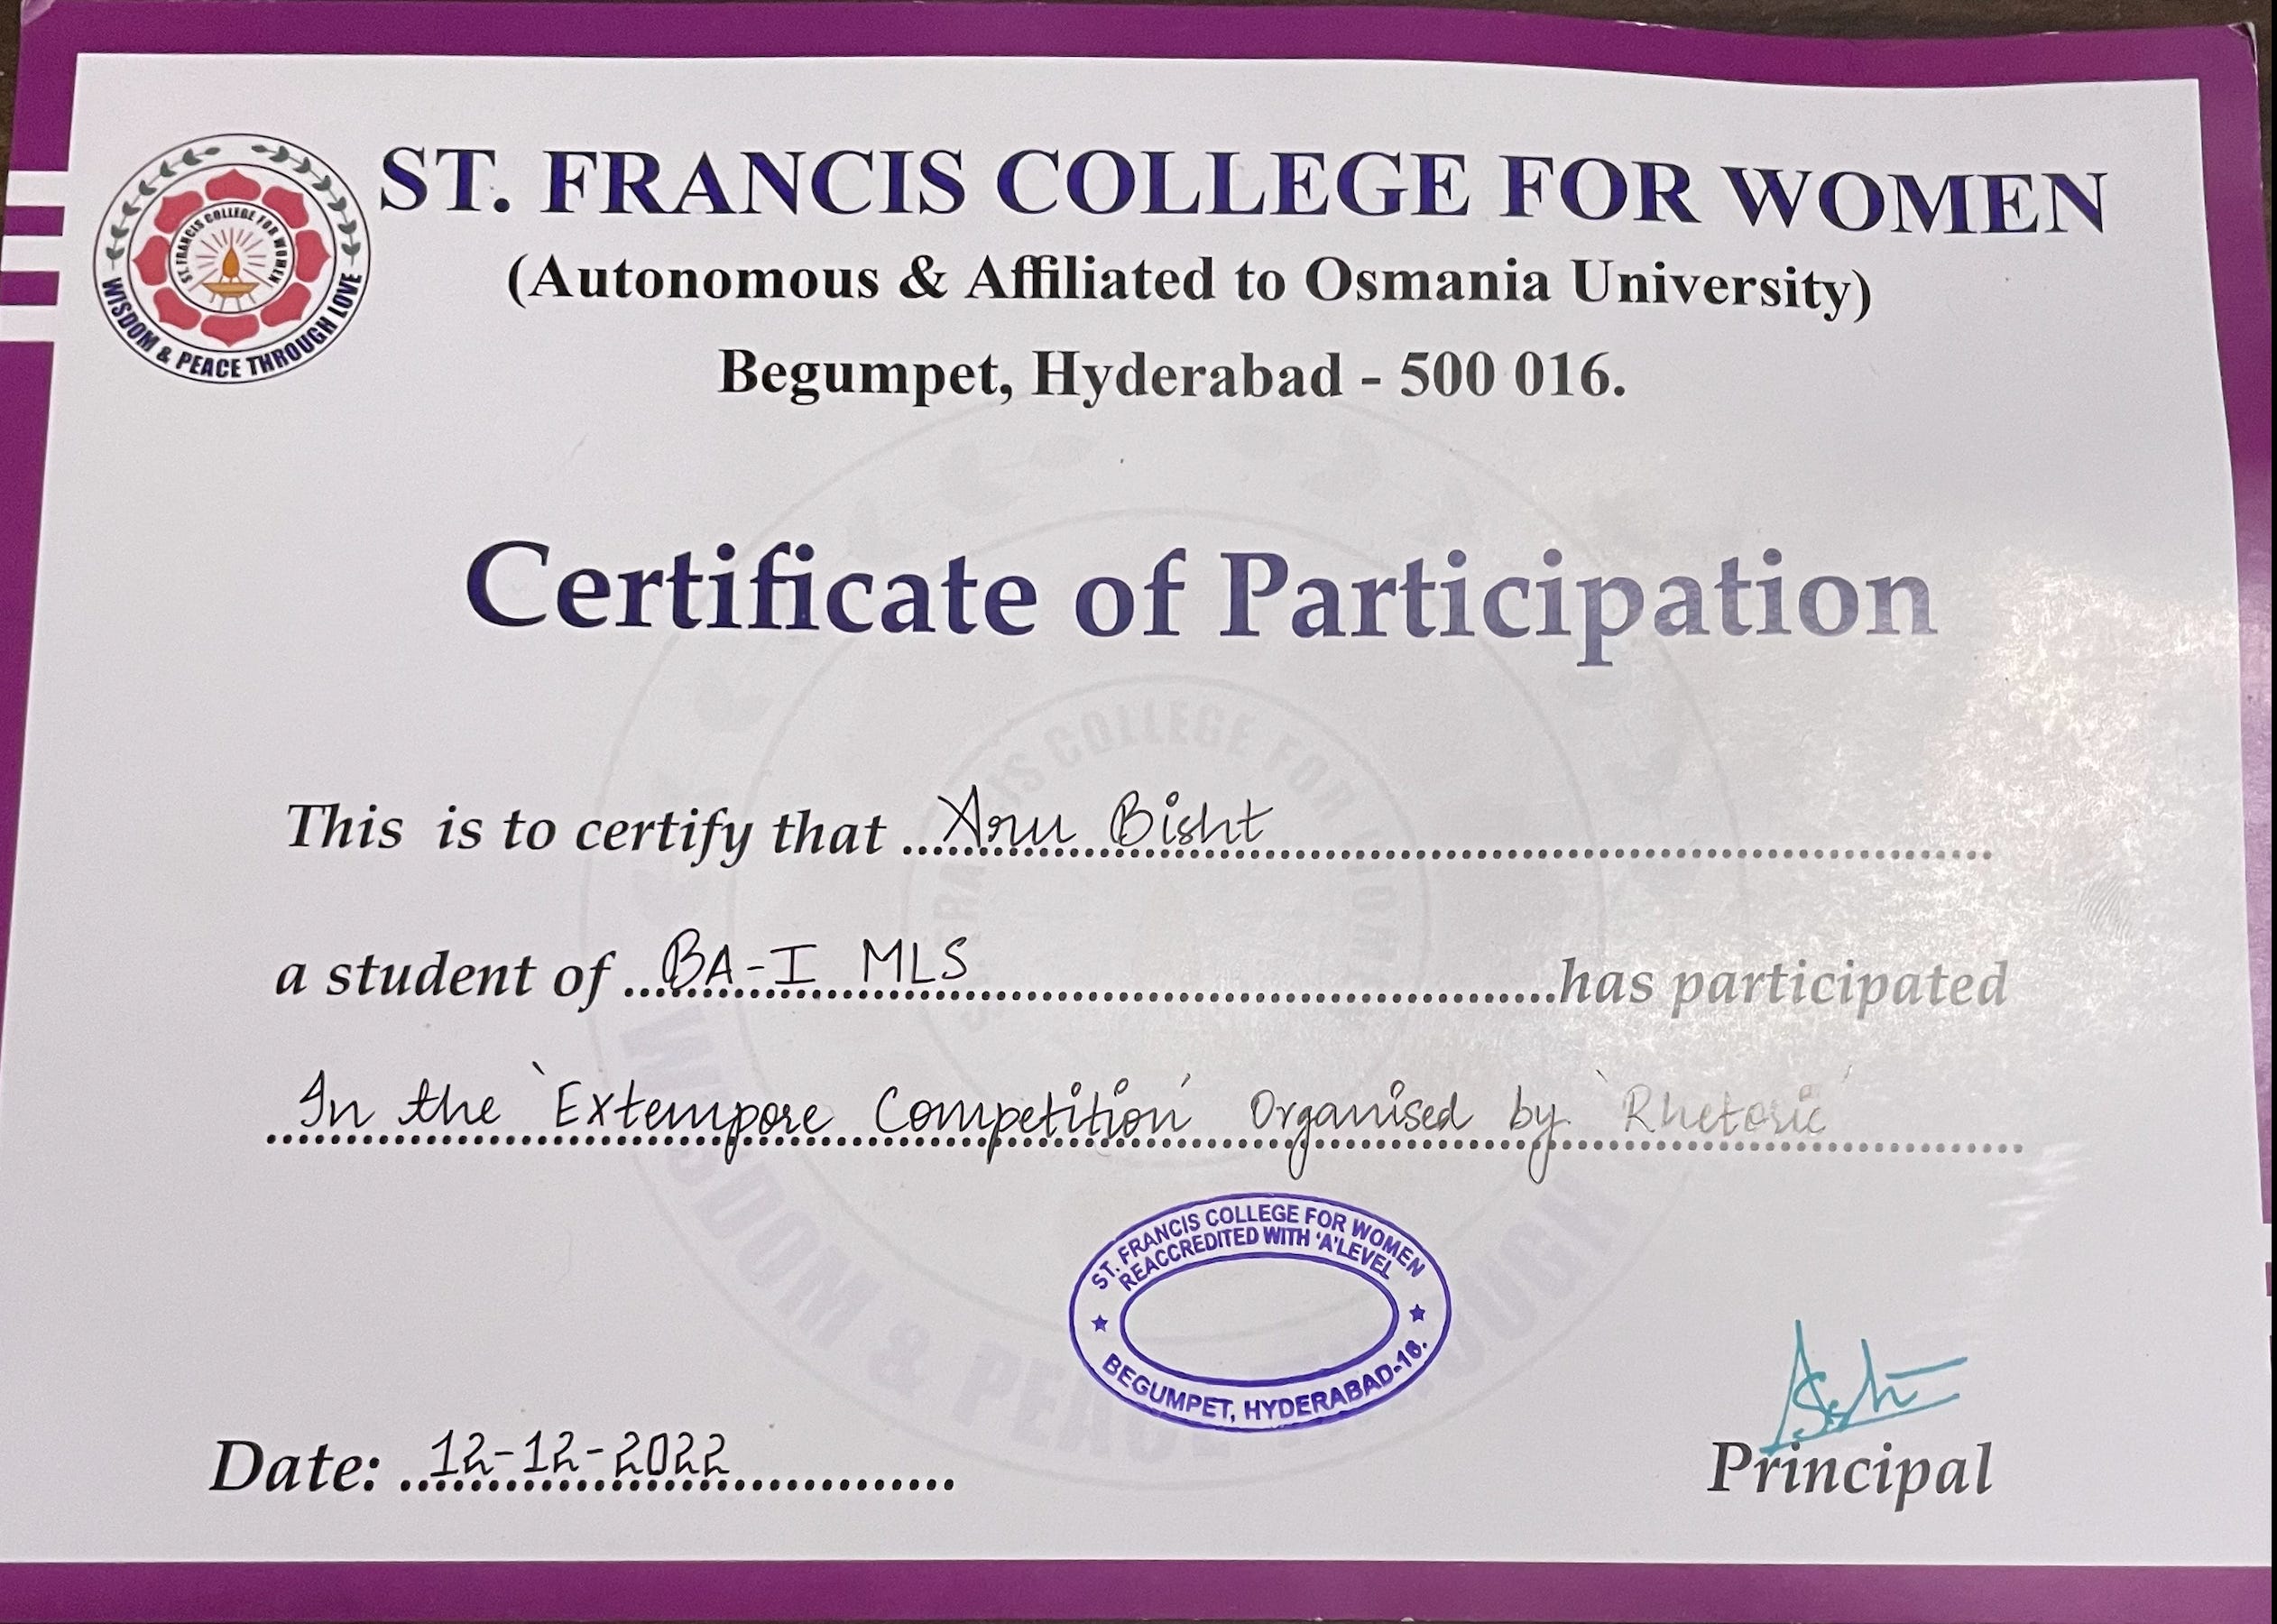 ST. FRANCIS COLLEGE FOR WOMEN
(Autonomous & Affiliated to Osmania University)
Begumpet, Hyderabad - 500 016.
ST. FRANCIS COLLEGE FOR WOMEN
WISDOM & PEACE THROUGH LOVE
Certificate of Participation
This is to certify that Aru Bisht
a student of BA-I MLS has participated
In the 'Extempore Competition' Organised by 'Rhetoric'
ST. FRANCIS COLLEGE FOR WOMEN
REACCREDITED WITH 'A' LEVEL
BEGUMPET, HYDERABAD-16.
Date: 12-12-2022
Principal